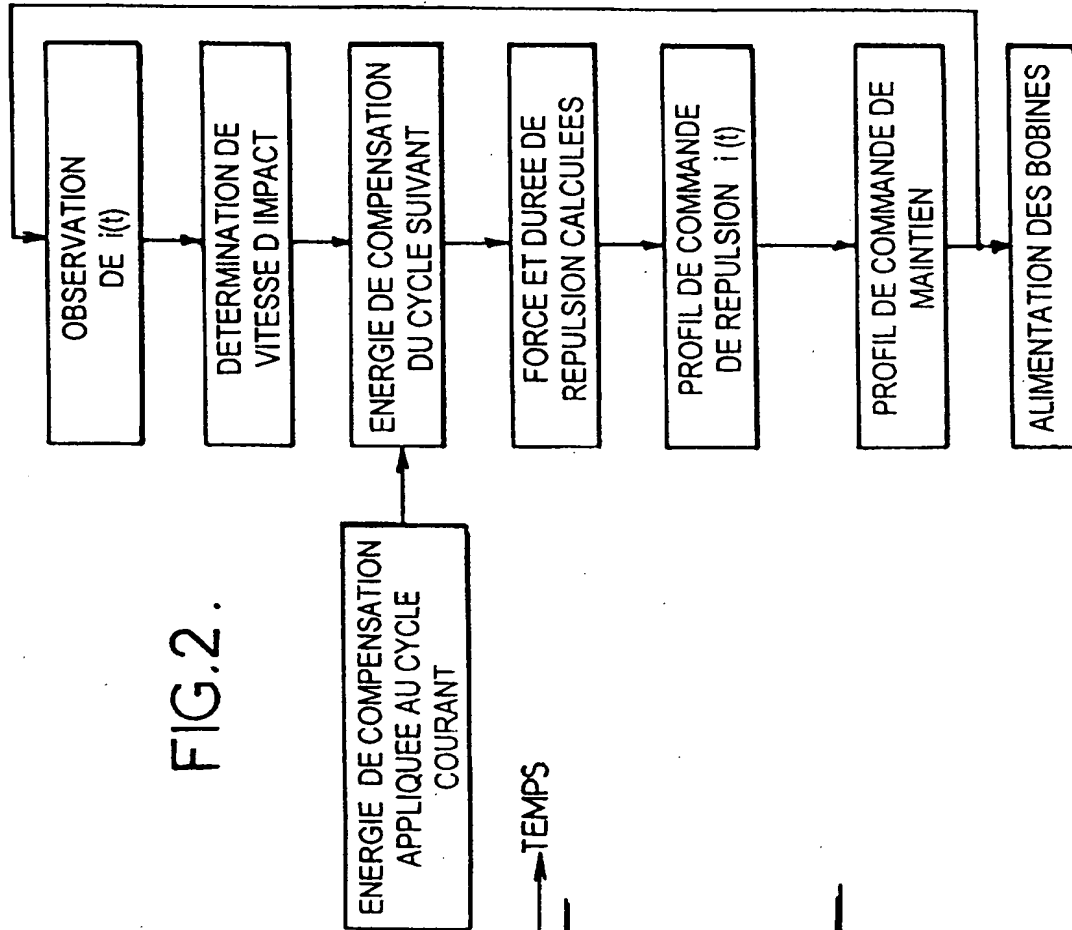 FIG.2.
OBSERVATION
DE i(t)
DETERMINATION DE
VITESSE D IMPACT
ENERGIE DE COMPENSATION
APPLIQUEE AU CYCLE
COURANT
ENERGIE DE COMPENSATION
DU CYCLE SUIVANT
FORCE ET DUREE DE
REPULSION CALCULEES
PROFIL DE COMMANDE
DE REPULSION i (t)
PROFIL DE COMMANDE DE
MAINTIEN
ALIMENTATION DES BOBINES
TEMPS